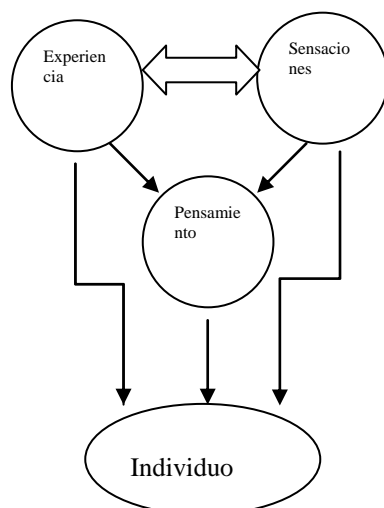 Experien
cia
Sensacio
nes
Pensamie
nto
Individuo